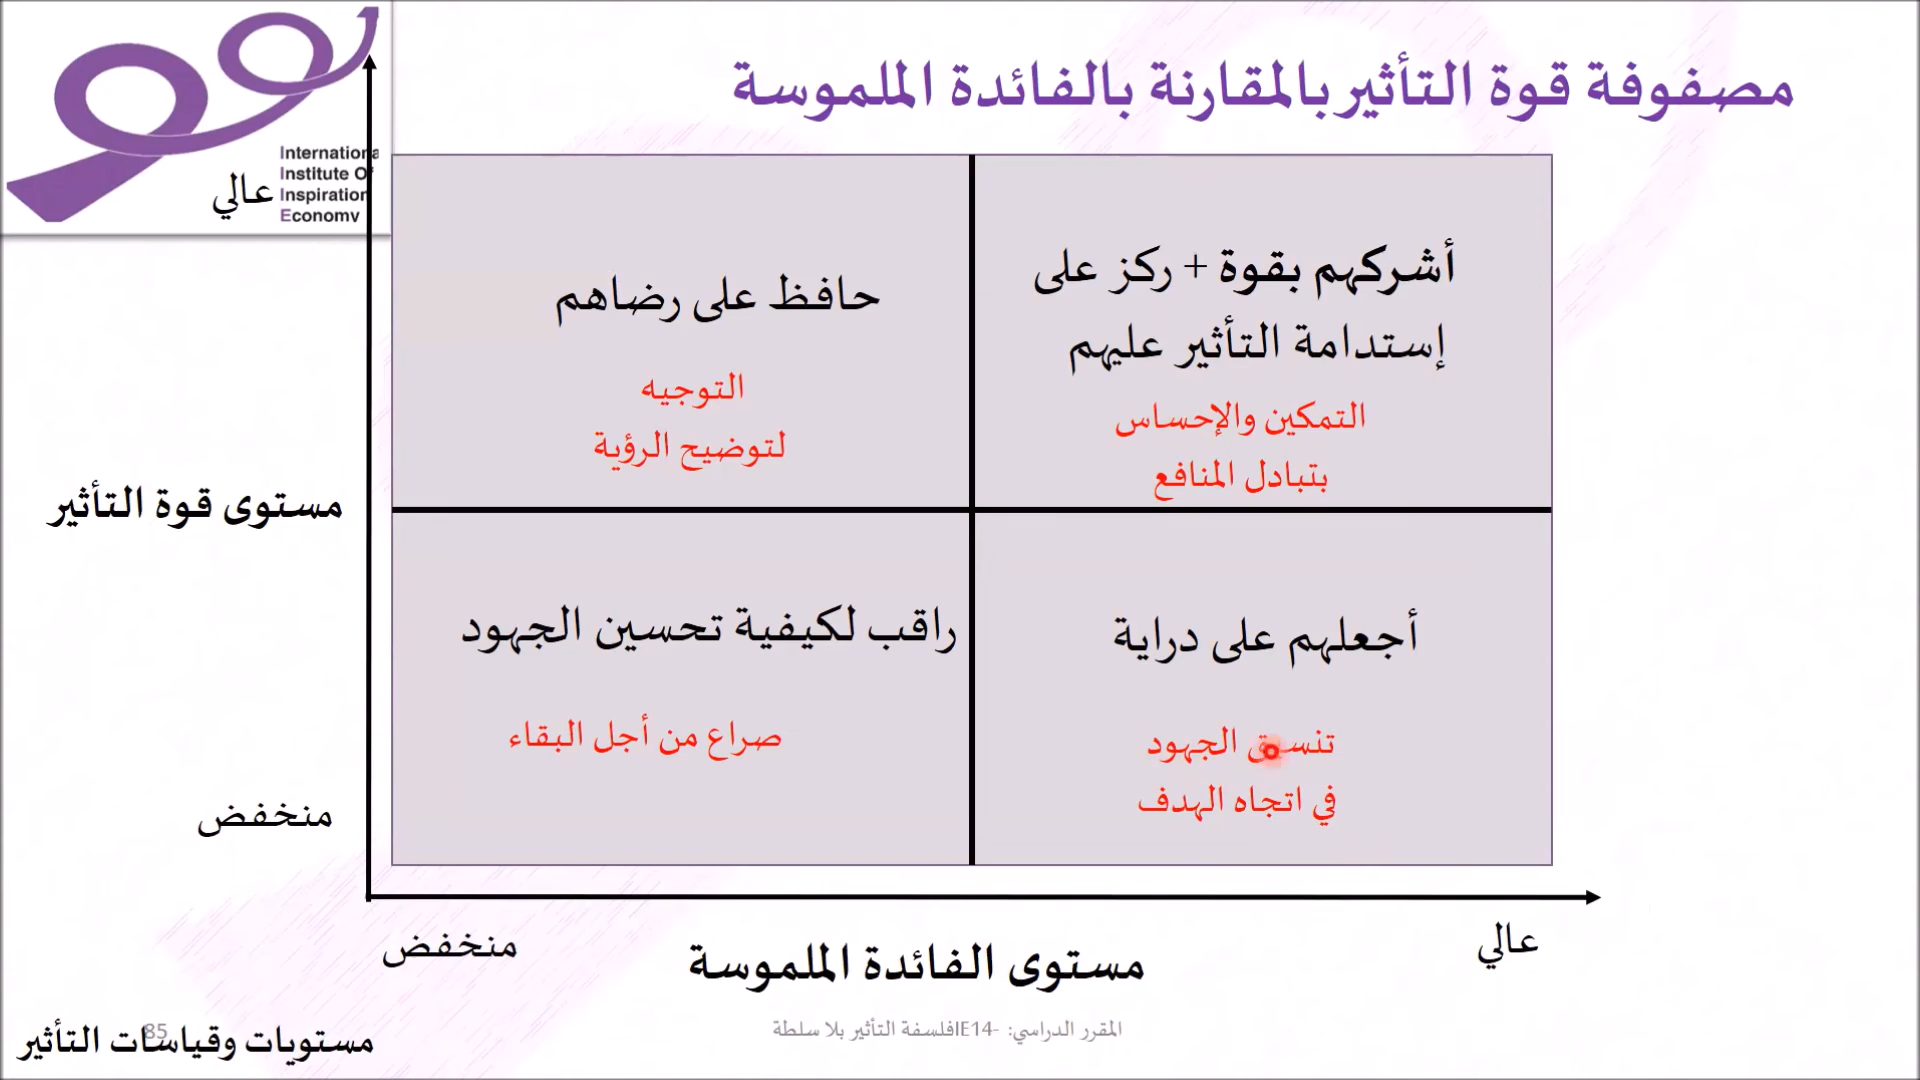 مصفوفة قوة التأثير بالمقارنة بالفائدة الملموسة
International
Institute Of
Inspiration
Economy
عالي
أشركهم بقوة + ركز على
إستدامة التأثير عليهم
التمكين والإحساس
بتبادل المنافع
حافظ على رضاهم
التوجيه
لتوضيح الرؤية
مستوى قوة التأثير
أجعلهم على دراية
تنسيق الجهود
في اتجاه الهدف
راقب لكيفية تحسين الجهود
صراع من أجل البقاء
منخفض
منخفض
مستوى الفائدة الملموسة
عالي
المقرر الدراسي: -IE14فلسفة التأثير بلا سلطة
85
مستويات وقياسات التأثير